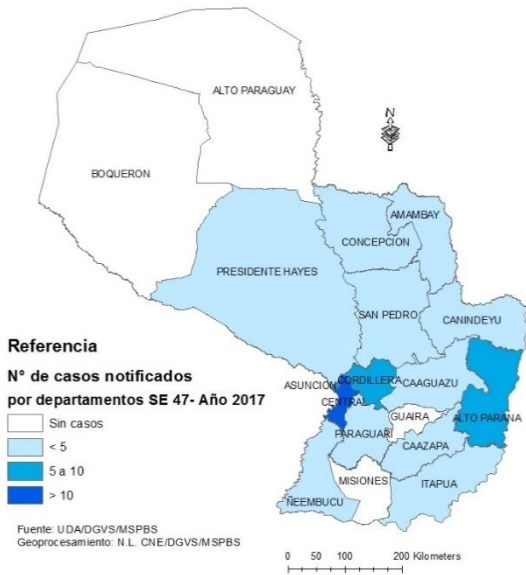 ALTO PARAGUAY
N
BOQUERON
AMAMBAY
CONCEPCION
PRESIDENTE HAYES
SAN PEDRO
CANINDEYU
Referencia
N° de casos notificados
por departamentos SE 47- Año 2017
Sin casos
< 5
5 a 10
> 10
ASUNCION
CORDILLERA
CAAGUAZU
CENTRAL
GUAIRA
ALTO PARANA
PARAGUARI
CAAZAPA
MISIONES
ITAPUA
ÑEEMBUCU
Fuente: UDA/DGVS/MSPBS
Geoprocesamiento: N.L. CNE/DGVS/MSPBS
0 50 100 200 Kilometers